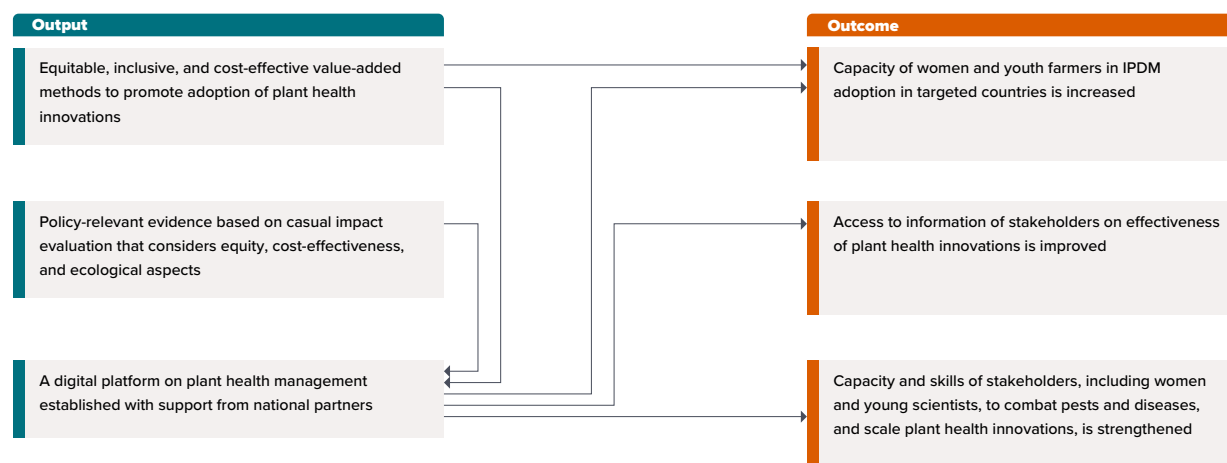 Output
Equitable, inclusive, and cost-effective value-added
methods to promote adoption of plant health
innovations
Policy-relevant evidence based on casual impact
evaluation that considers equity, cost-effectiveness,
and ecological aspects
A digital platform on plant health management
established with support from national partners
Outcome
Capacity of women and youth farmers in IPDM
adoption in targeted countries is increased
Access to information of stakeholders on effectiveness
of plant health innovations is improved
Capacity and skills of stakeholders, including women
and young scientists, to combat pests and diseases,
and scale plant health innovations, is strengthened